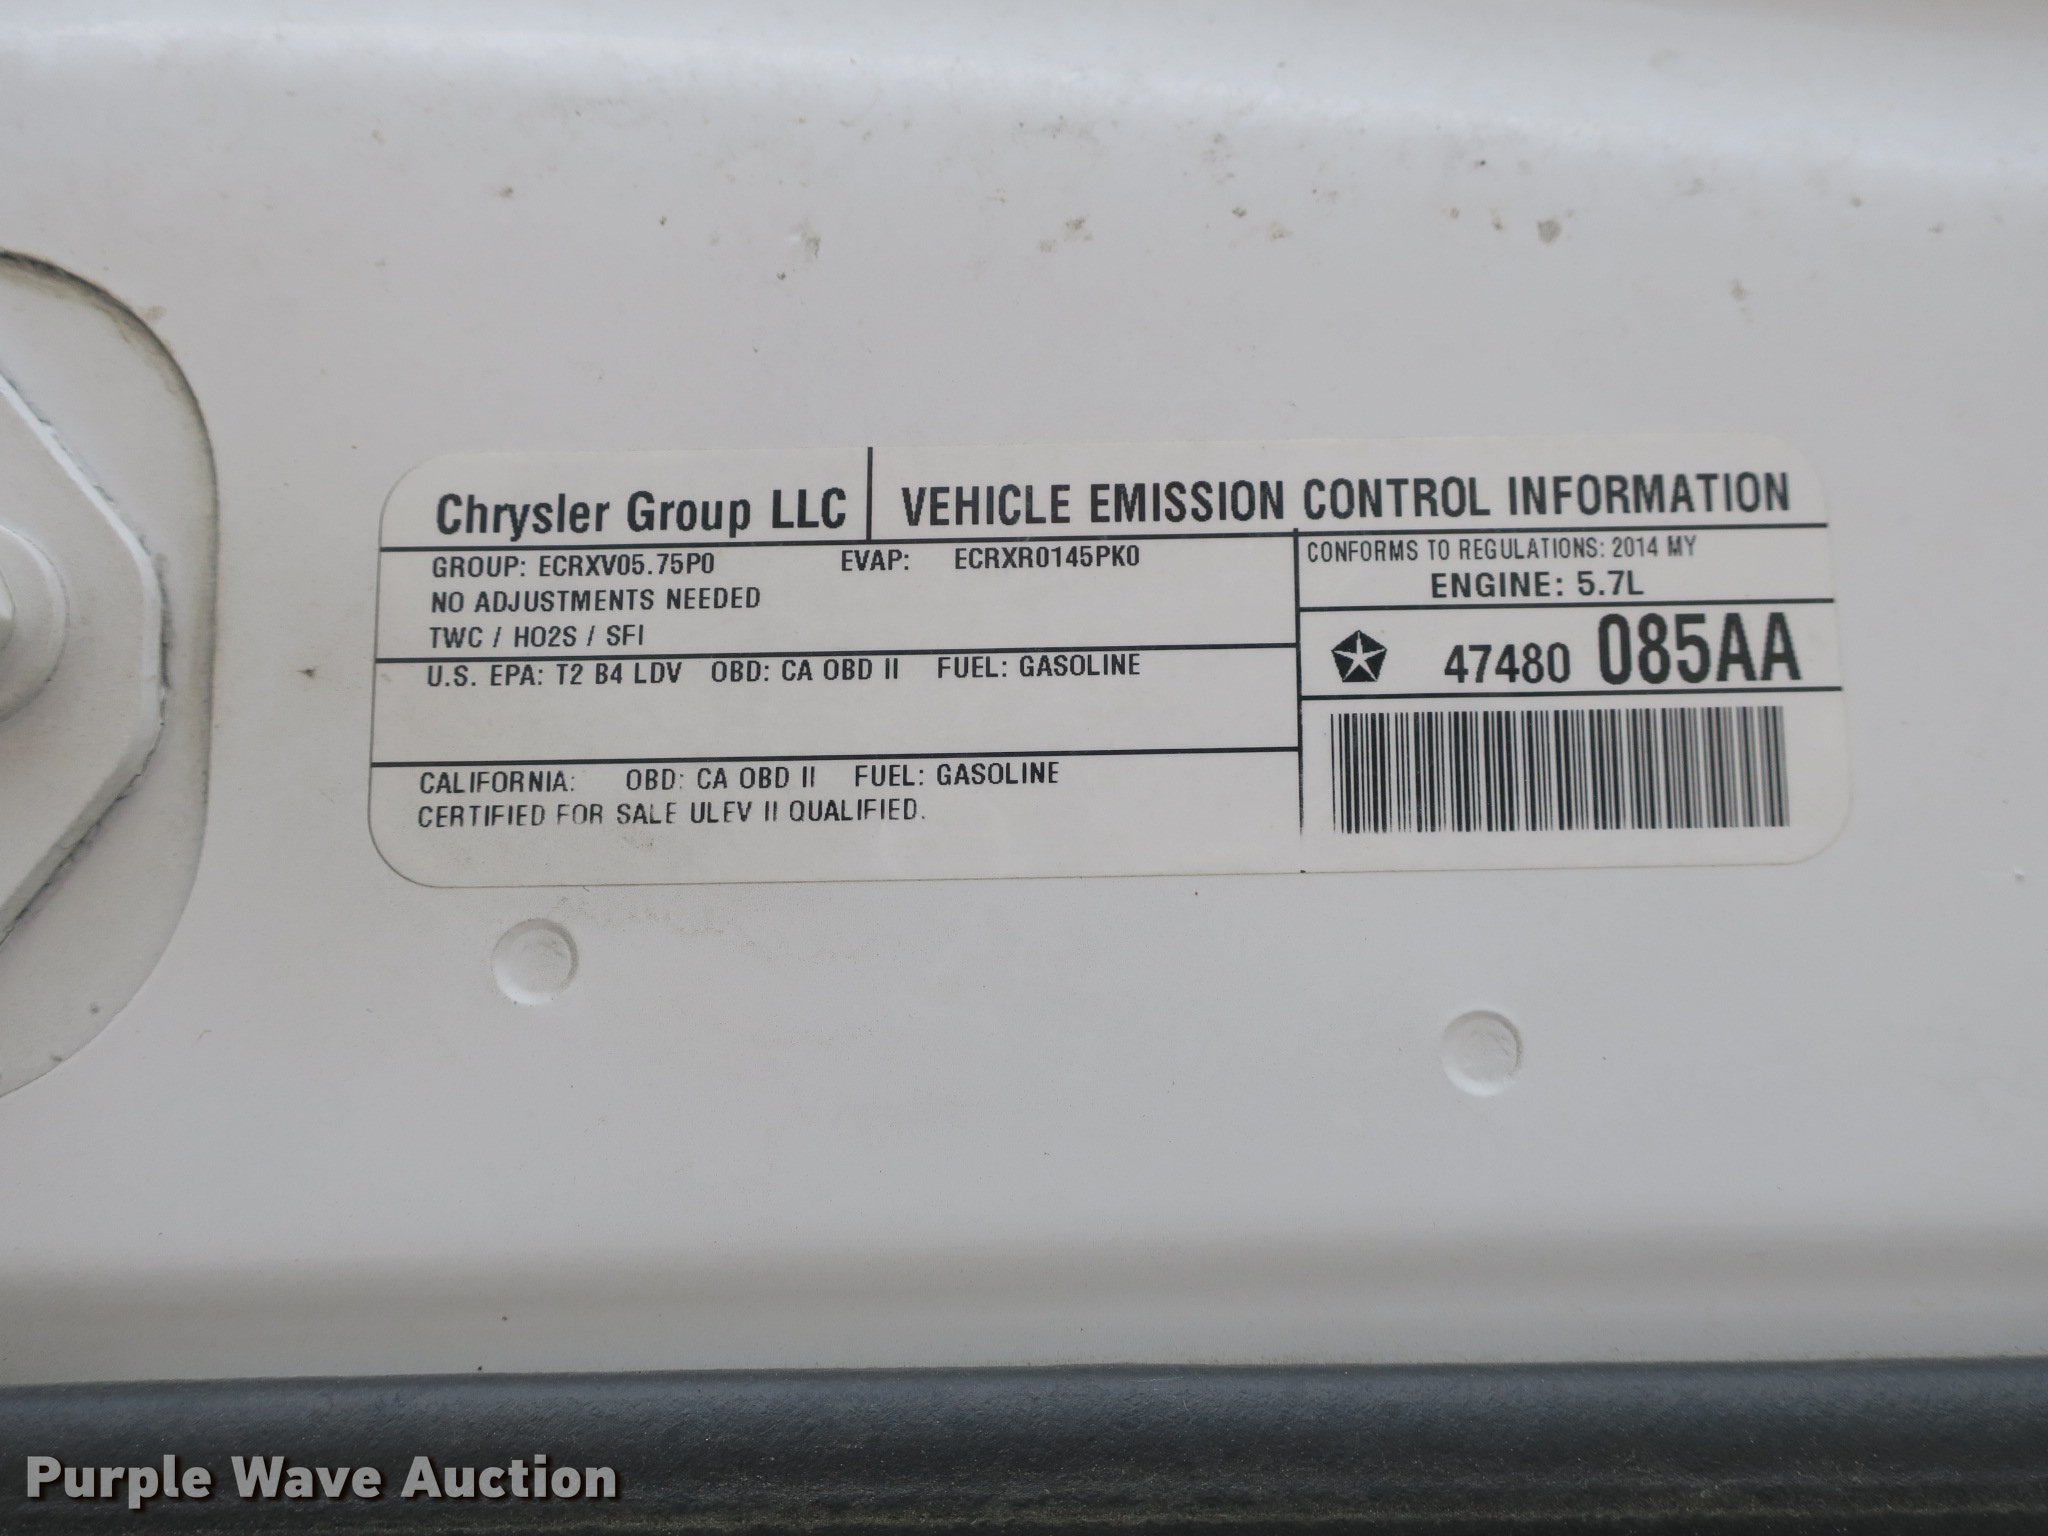 Chrysler Group LLC VEHICLE EMISSION CONTROL INFORMATION
GROUP: ECRXV05.75P0 EVAP: ECRXR0145PK0
NO ADJUSTMENTS NEEDED
TWC / HO2S / SFI
U.S. EPA: T2 B4 LDV OBD: CA OBD II FUEL: GASOLINE
CALIFORNIA: OBD: CA OBD II FUEL: GASOLINE
CERTIFIED FOR SALE ULEV II QUALIFIED.
CONFORMS TO REGULATIONS: 2014 MY
ENGINE: 5.7L
47480 085AA
Purple Wave Auction